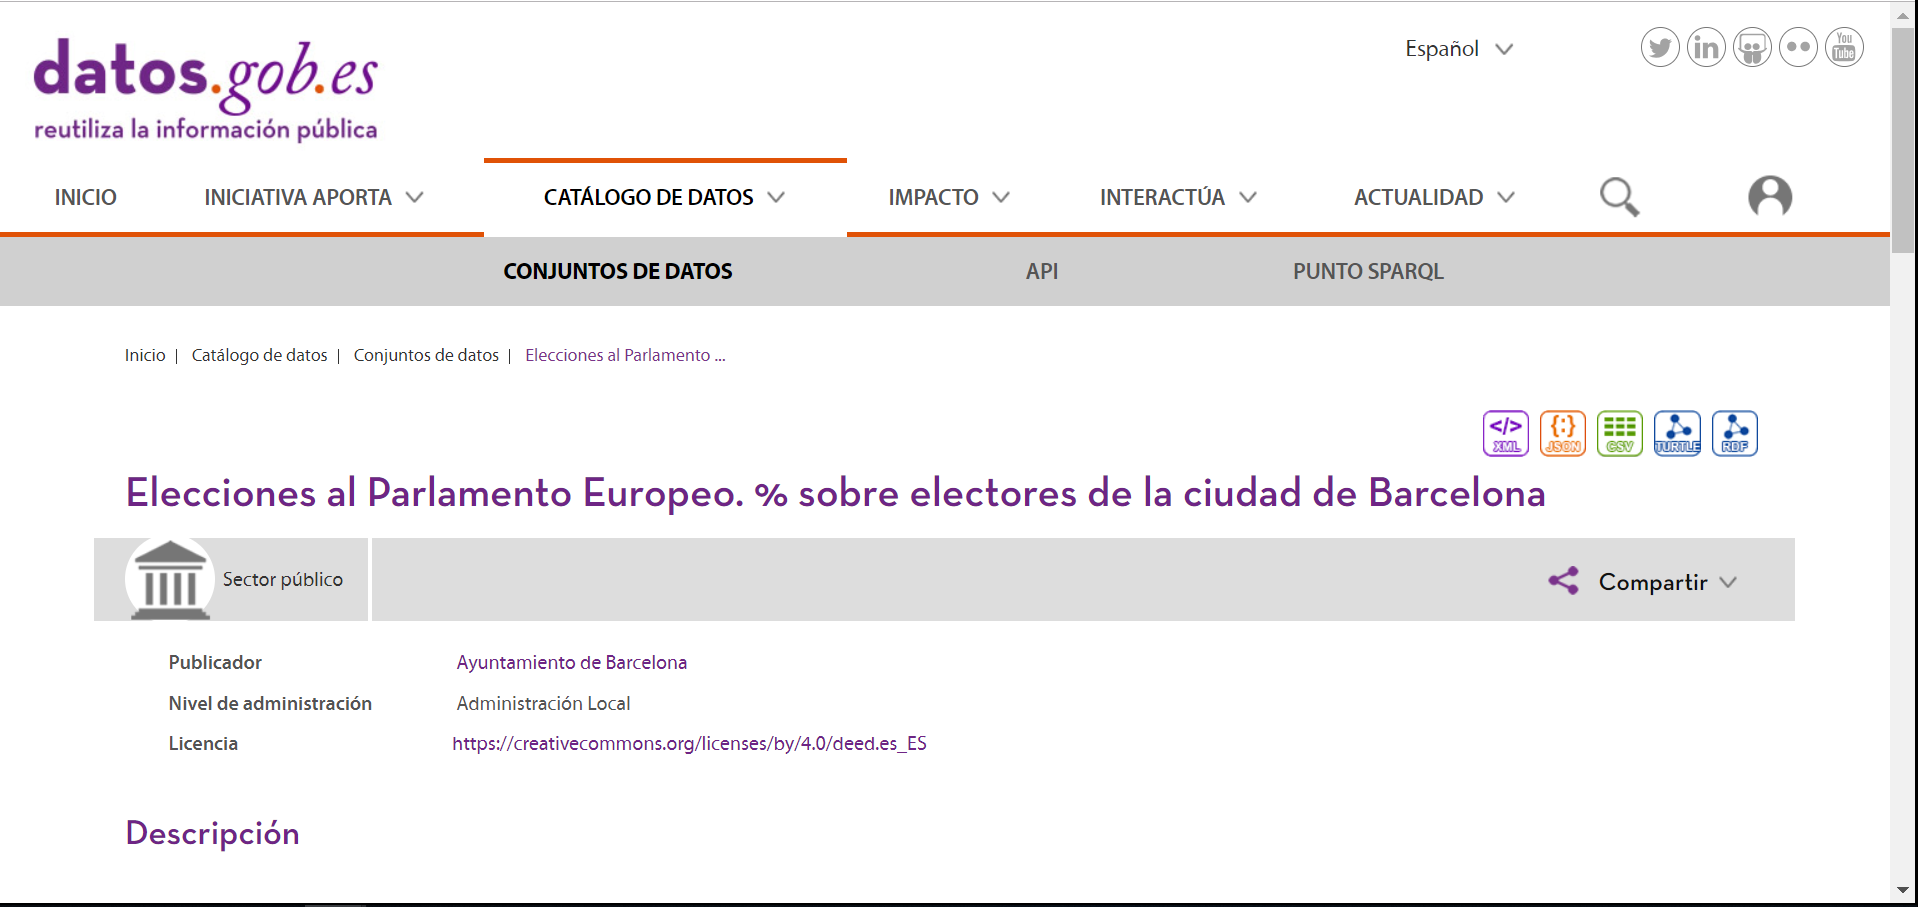 datos.gob.es
reutiliza la información pública
Español
You
Tube
INICIO
INICIATIVA APORTA
CATÁLOGO DE DATOS
IMPACTO
INTERACTÚA
ACTUALIDAD
CONJUNTOS DE DATOS
API
PUNTO SPARQL
Inicio | Catálogo de datos | Conjuntos de datos | Elecciones al Parlamento ...
</> XML
{:} JSON
CSV
TURTLE
RDF
Elecciones al Parlamento Europeo. % sobre electores de la ciudad de Barcelona
Sector público
Compartir
Publicador Ayuntamiento de Barcelona
Nivel de administración Administración Local
Licencia https://creativecommons.org/licenses/by/4.0/deed.es_ES
Descripción